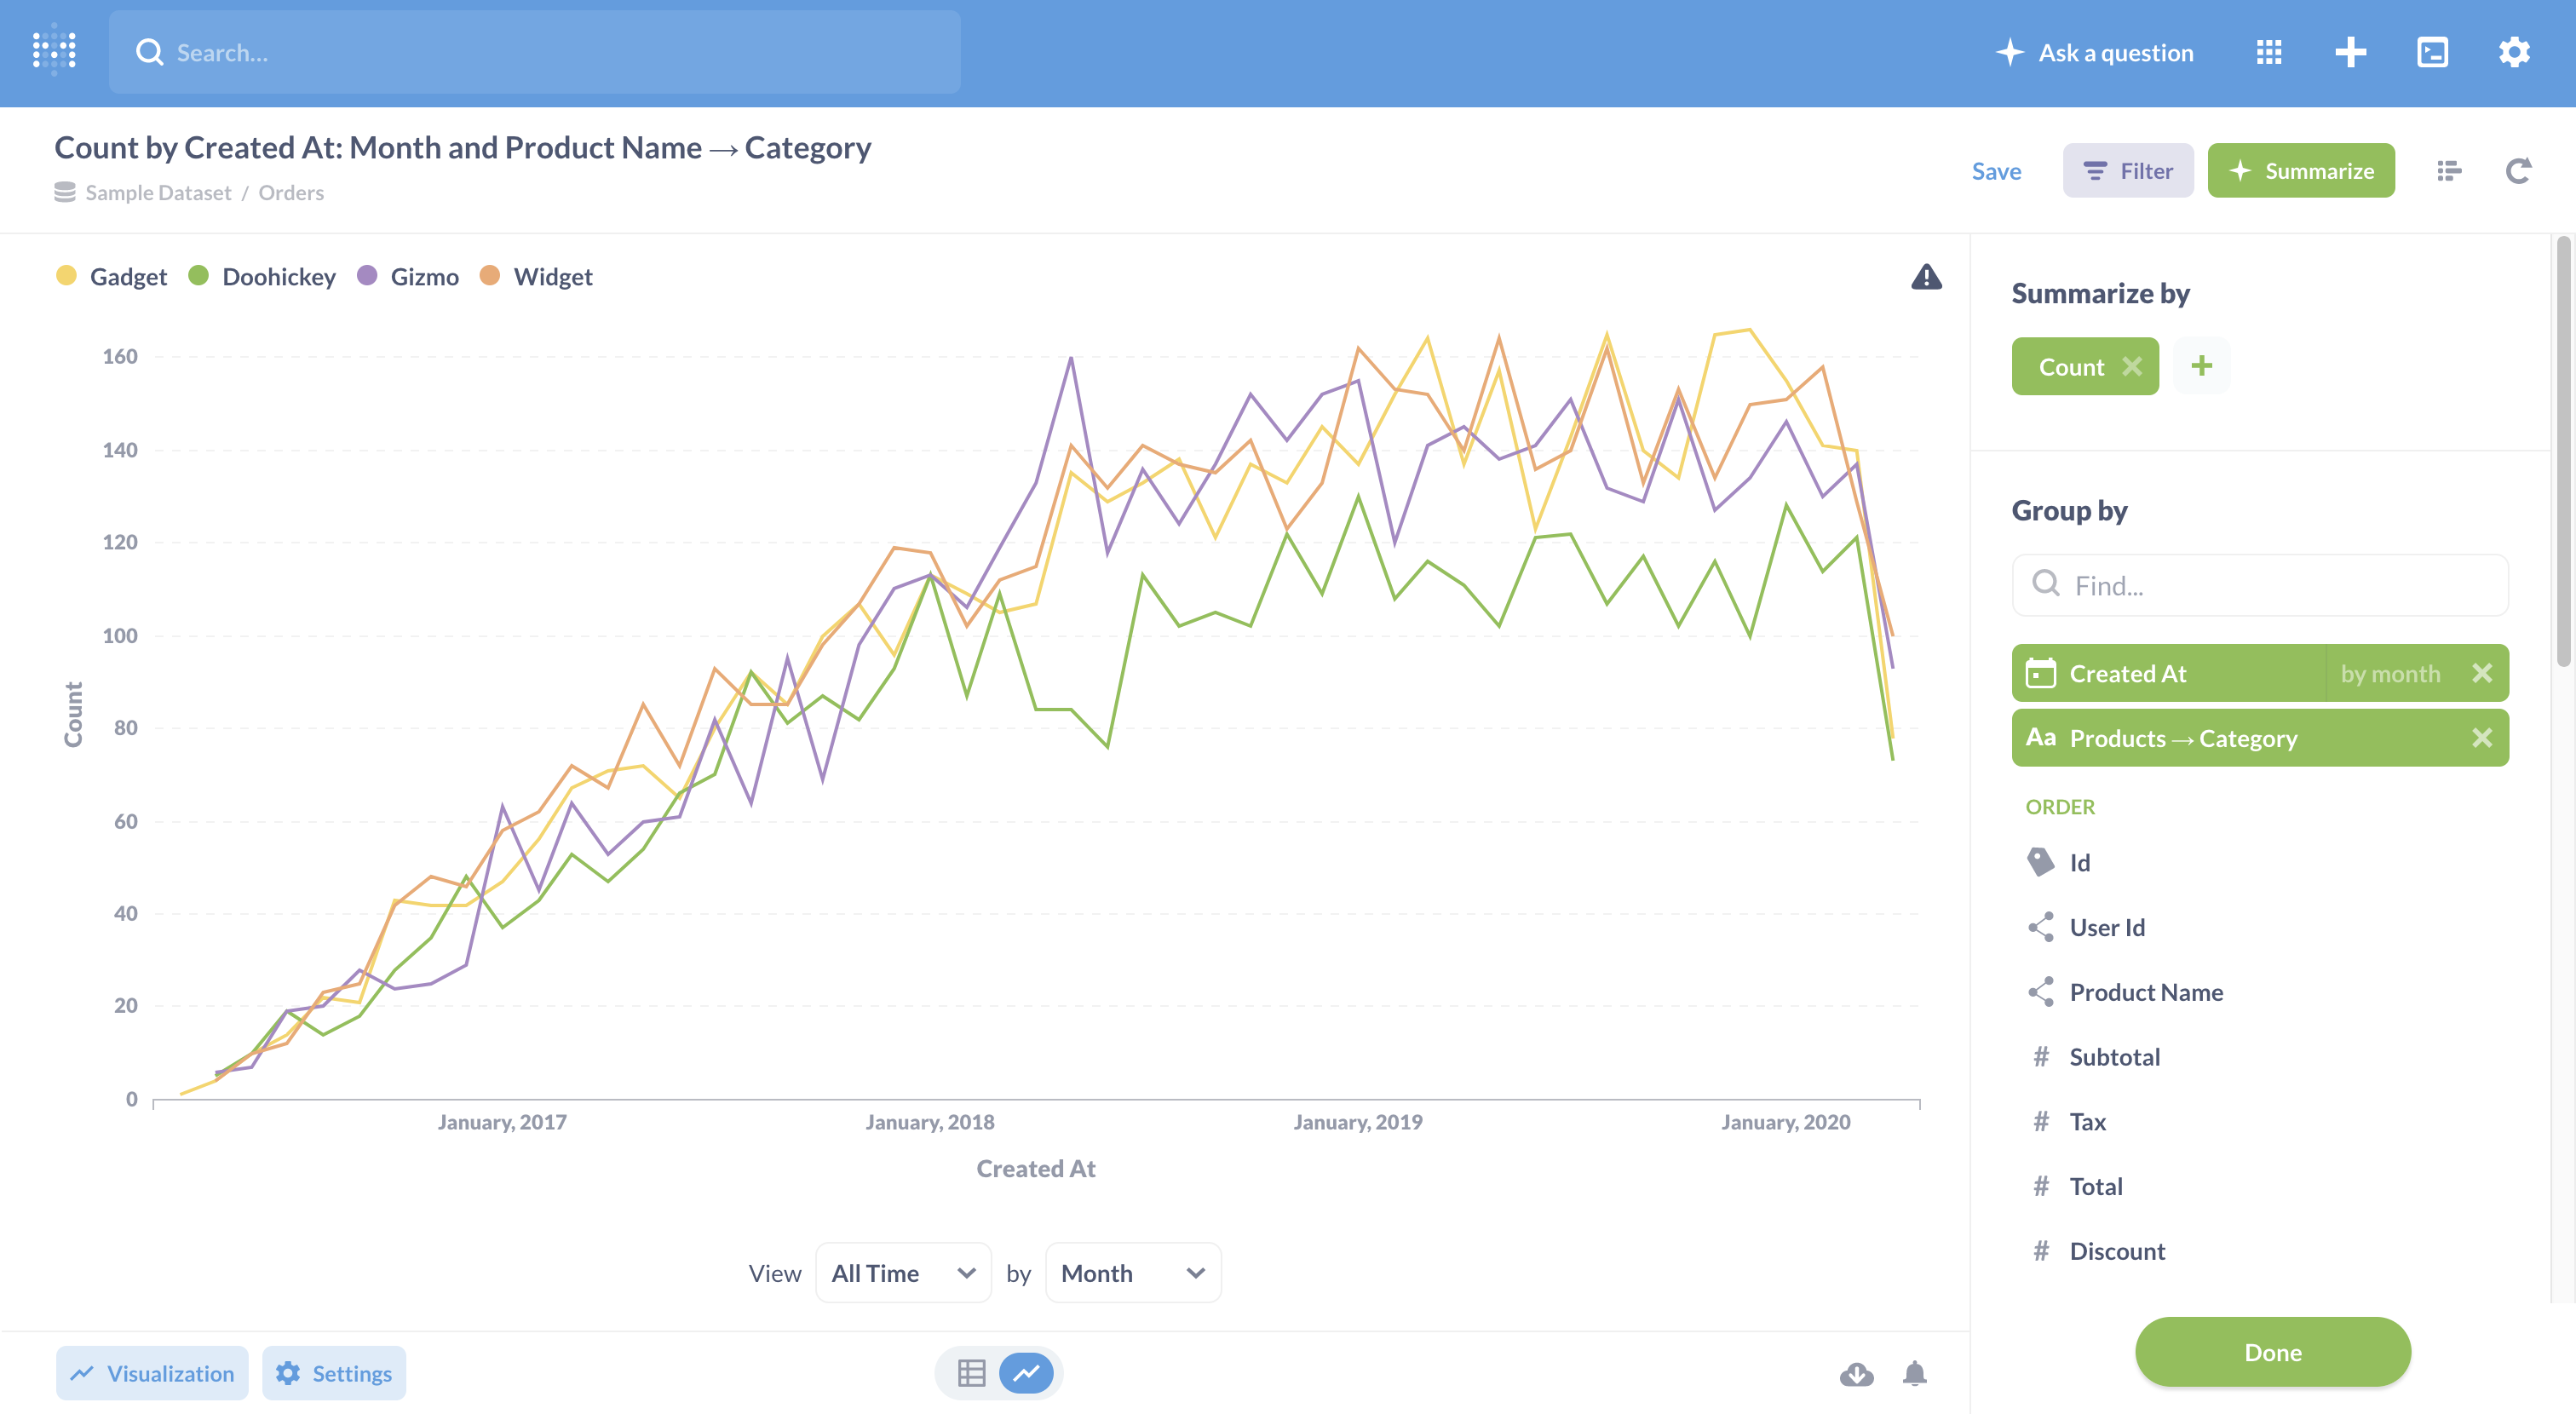 Search...
Ask a question
Count by Created At: Month and Product Name → Category
Sample Dataset / Orders
Save
Filter
Summarize
Gadget
Doohickey
Gizmo
Widget
160
140
120
100
80
60
40
20
0
Count
January, 2017
January, 2018
January, 2019
January, 2020
Created At
View
All Time
by
Month
Visualization
Settings
Summarize by
Count
Group by
Find...
Created At
by month
Aa Products → Category
ORDER
Id
User Id
Product Name
# Subtotal
# Tax
# Total
# Discount
Done